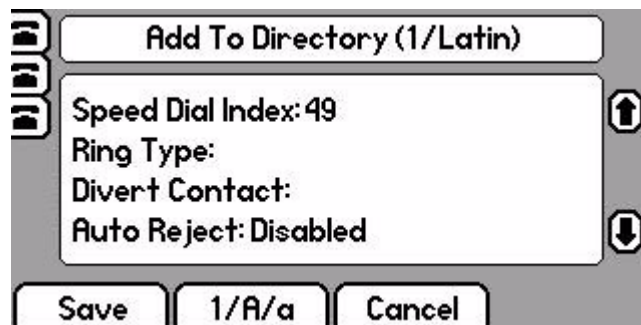 Add To Directory (1/Latin)
Speed Dial Index: 49
Ring Type:
Divert Contact:
Auto Reject: Disabled
Save
1/A/a
Cancel